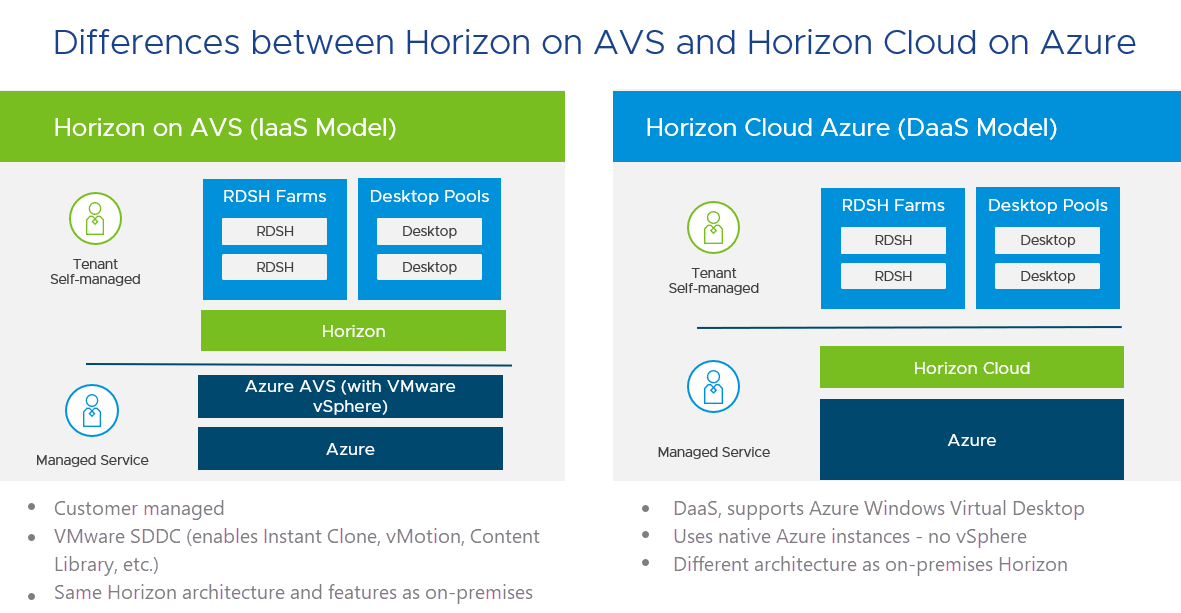 Differences between Horizon on AVS and Horizon Cloud on Azure
Horizon on AVS (IaaS Model)
RDSH Farms
RDSH
RDSH
Desktop Pools
Desktop
Desktop
Tenant
Self-managed
Horizon
Azure AVS (with VMware
vSphere)
Azure
Managed Service
• Customer managed
• VMware SDDC (enables Instant Clone, vMotion, Content
Library, etc.)
• Same Horizon architecture and features as on-premises
Horizon Cloud Azure (DaaS Model)
RDSH Farms
RDSH
RDSH
Desktop Pools
Desktop
Desktop
Tenant
Self-managed
Horizon Cloud
Azure
Managed Service
• DaaS, supports Azure Windows Virtual Desktop
• Uses native Azure instances - no vSphere
• Different architecture as on-premises Horizon